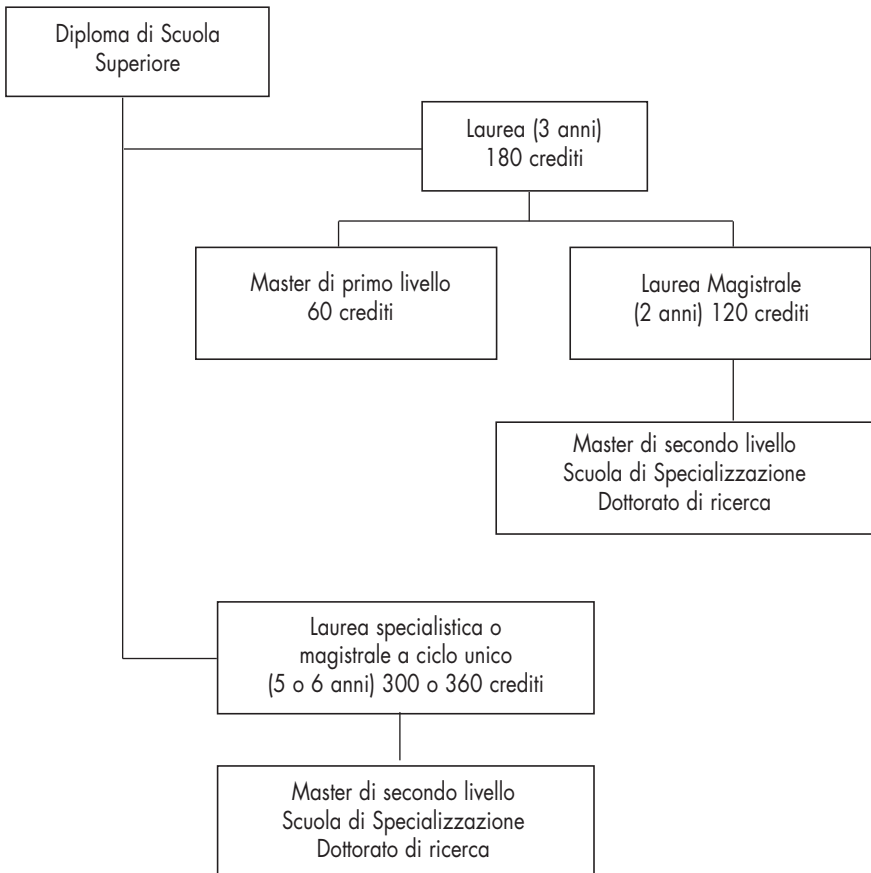 Diploma di Scuola
Superiore
Laurea (3 anni)
180 crediti
Master di primo livello
60 crediti
Laurea Magistrale
(2 anni) 120 crediti
Master di secondo livello
Scuola di Specializzazione
Dottorato di ricerca
Laurea specialistica o
magistrale a ciclo unico
(5 o 6 anni) 300 o 360 crediti
Master di secondo livello
Scuola di Specializzazione
Dottorato di ricerca